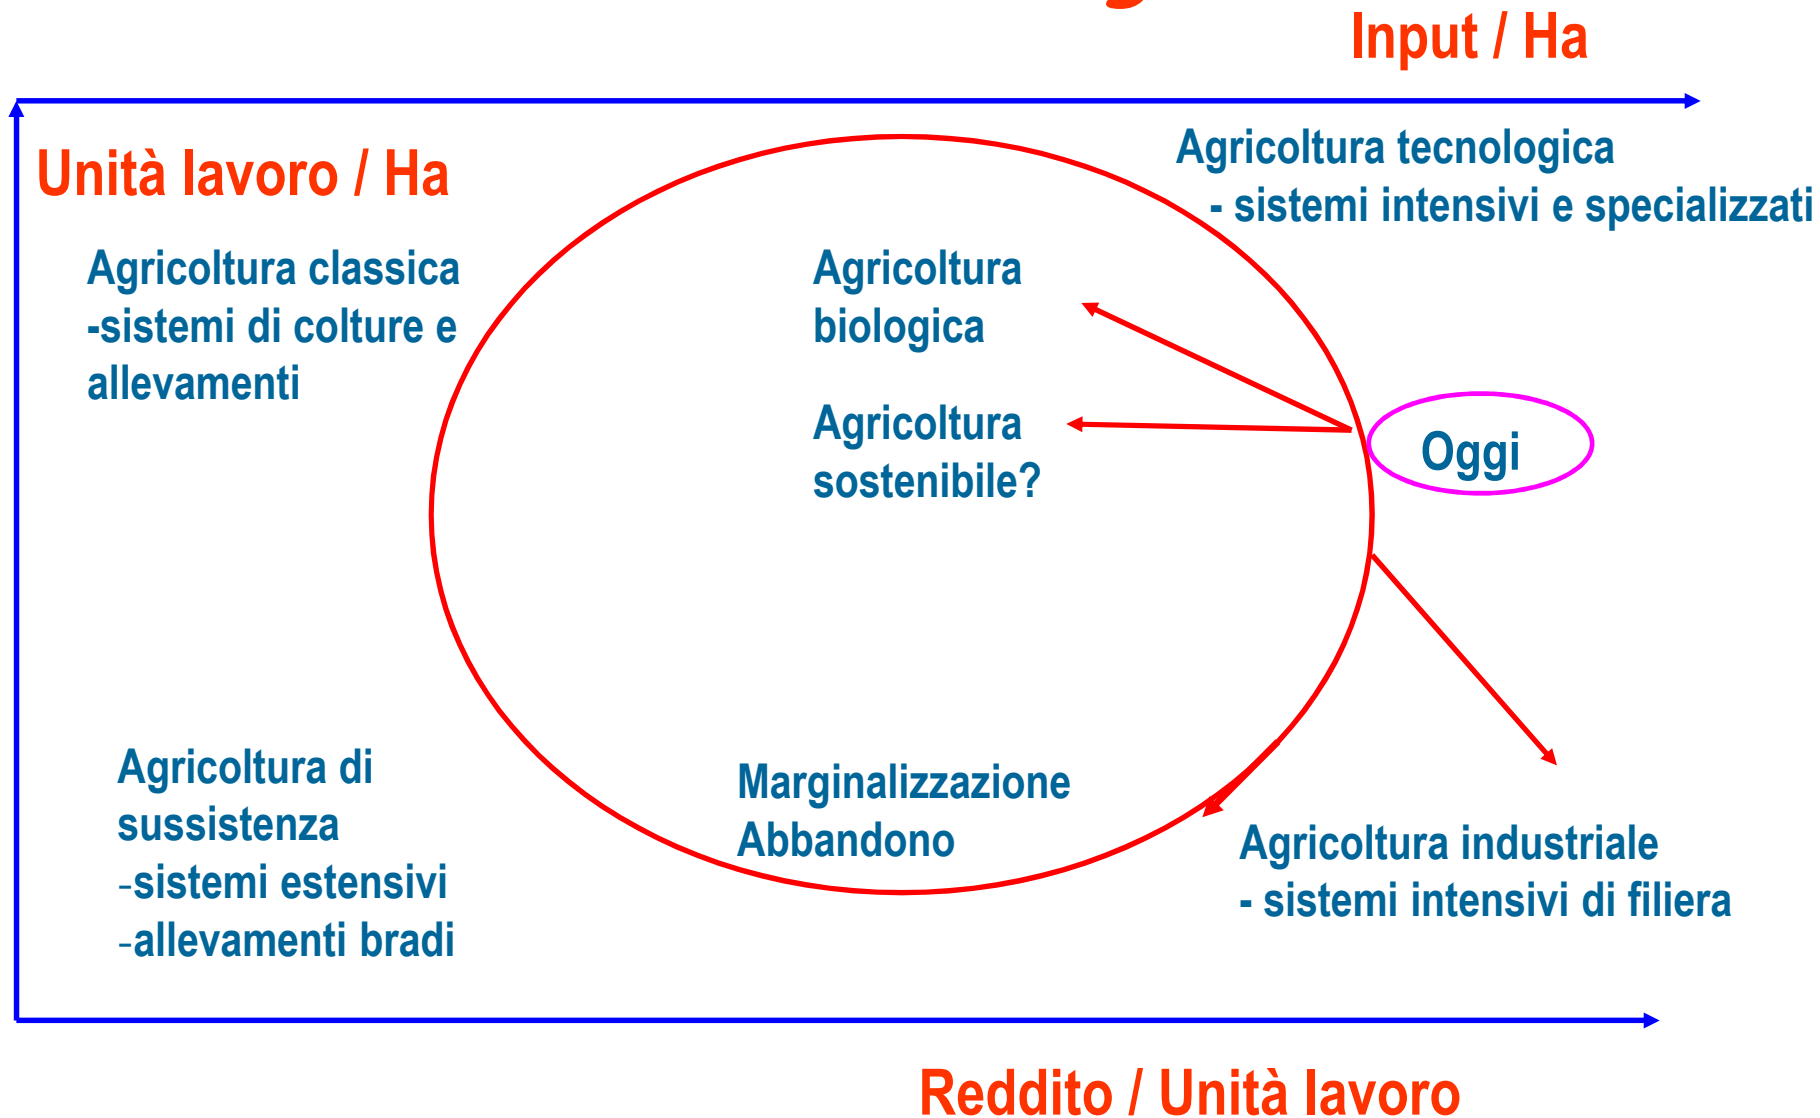 Input / Ha
Unità lavoro / Ha
Agricoltura tecnologica
- sistemi intensivi e specializzati
Agricoltura classica
-sistemi di colture e
allevamenti
Agricoltura
biologica
Agricoltura
sostenibile?
Oggi
Agricoltura di
sussistenza
-sistemi estensivi
-allevamenti bradi
Marginalizzazione
Abbandono
Agricoltura industriale
- sistemi intensivi di filiera
Reddito / Unità lavoro